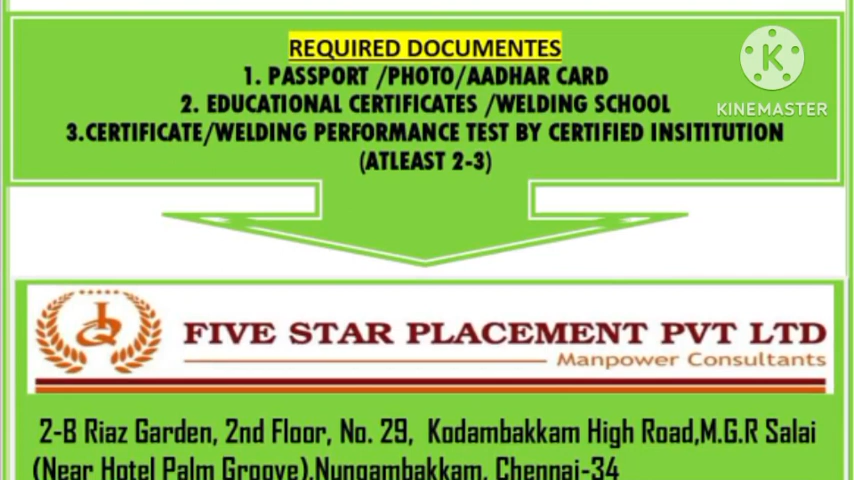 REQUIRED DOCUMENTES
1. PASSPORT /PHOTO/AADHAR CARD
2. EDUCATIONAL CERTIFICATES /WELDING SCHOOL
3.CERTIFICATE/WELDING PERFORMANCE TEST BY CERTIFIED INSITITUTION
(ATLEAST 2-3)
K
KINEMASTER
FIVE STAR PLACEMENT PVT LTD
Manpower Consultants
2-B Riaz Garden, 2nd Floor, No. 29, Kodambakkam High Road,M.G.R Salai
(Near Hotel Palm Groove),Nungambakkam, Chennai-34